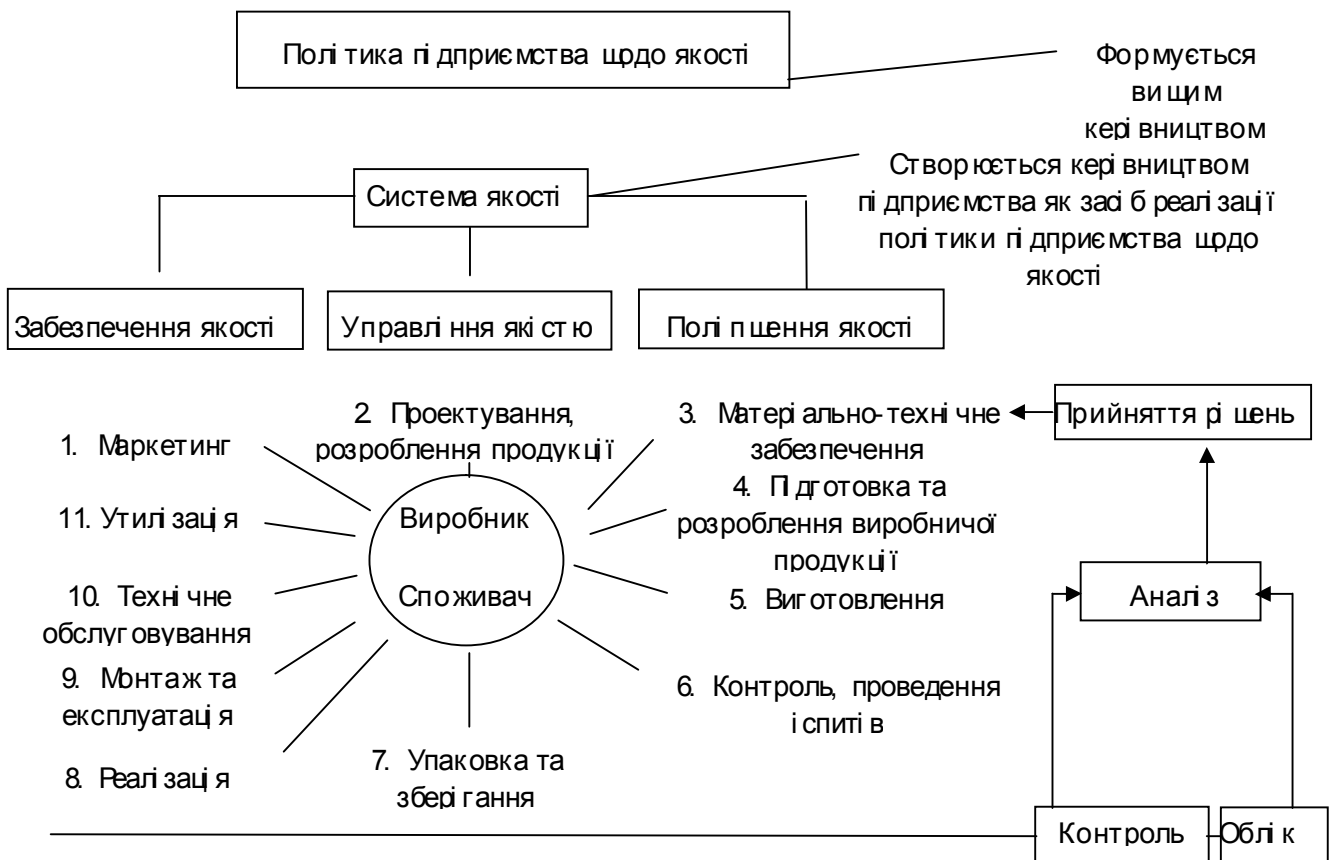 Політика підприємства щодо якості
Формується
вищим
керівництвом
Система якості
Створюється керівництвом
підприємства як засіб реалізації
політики підприємства щодо
якості
Забезпечення якості
Управління якістю
Поліпшення якості
1. Маркетинг
2. Проектування,
розроблення продукції
3. Матеріально-технічне
забезпечення
Прийняття рішень
4. Підготовка та
розроблення виробничої
продукції
11. Утилізація
Виробник
Споживач
10. Технічне
обслуговування
5. Виготовлення
Аналіз
9. Монтаж та
експлуатація
6. Контроль, проведення
іспитів
8. Реалізація
7. Упаковка та
зберігання
Контроль
Облік